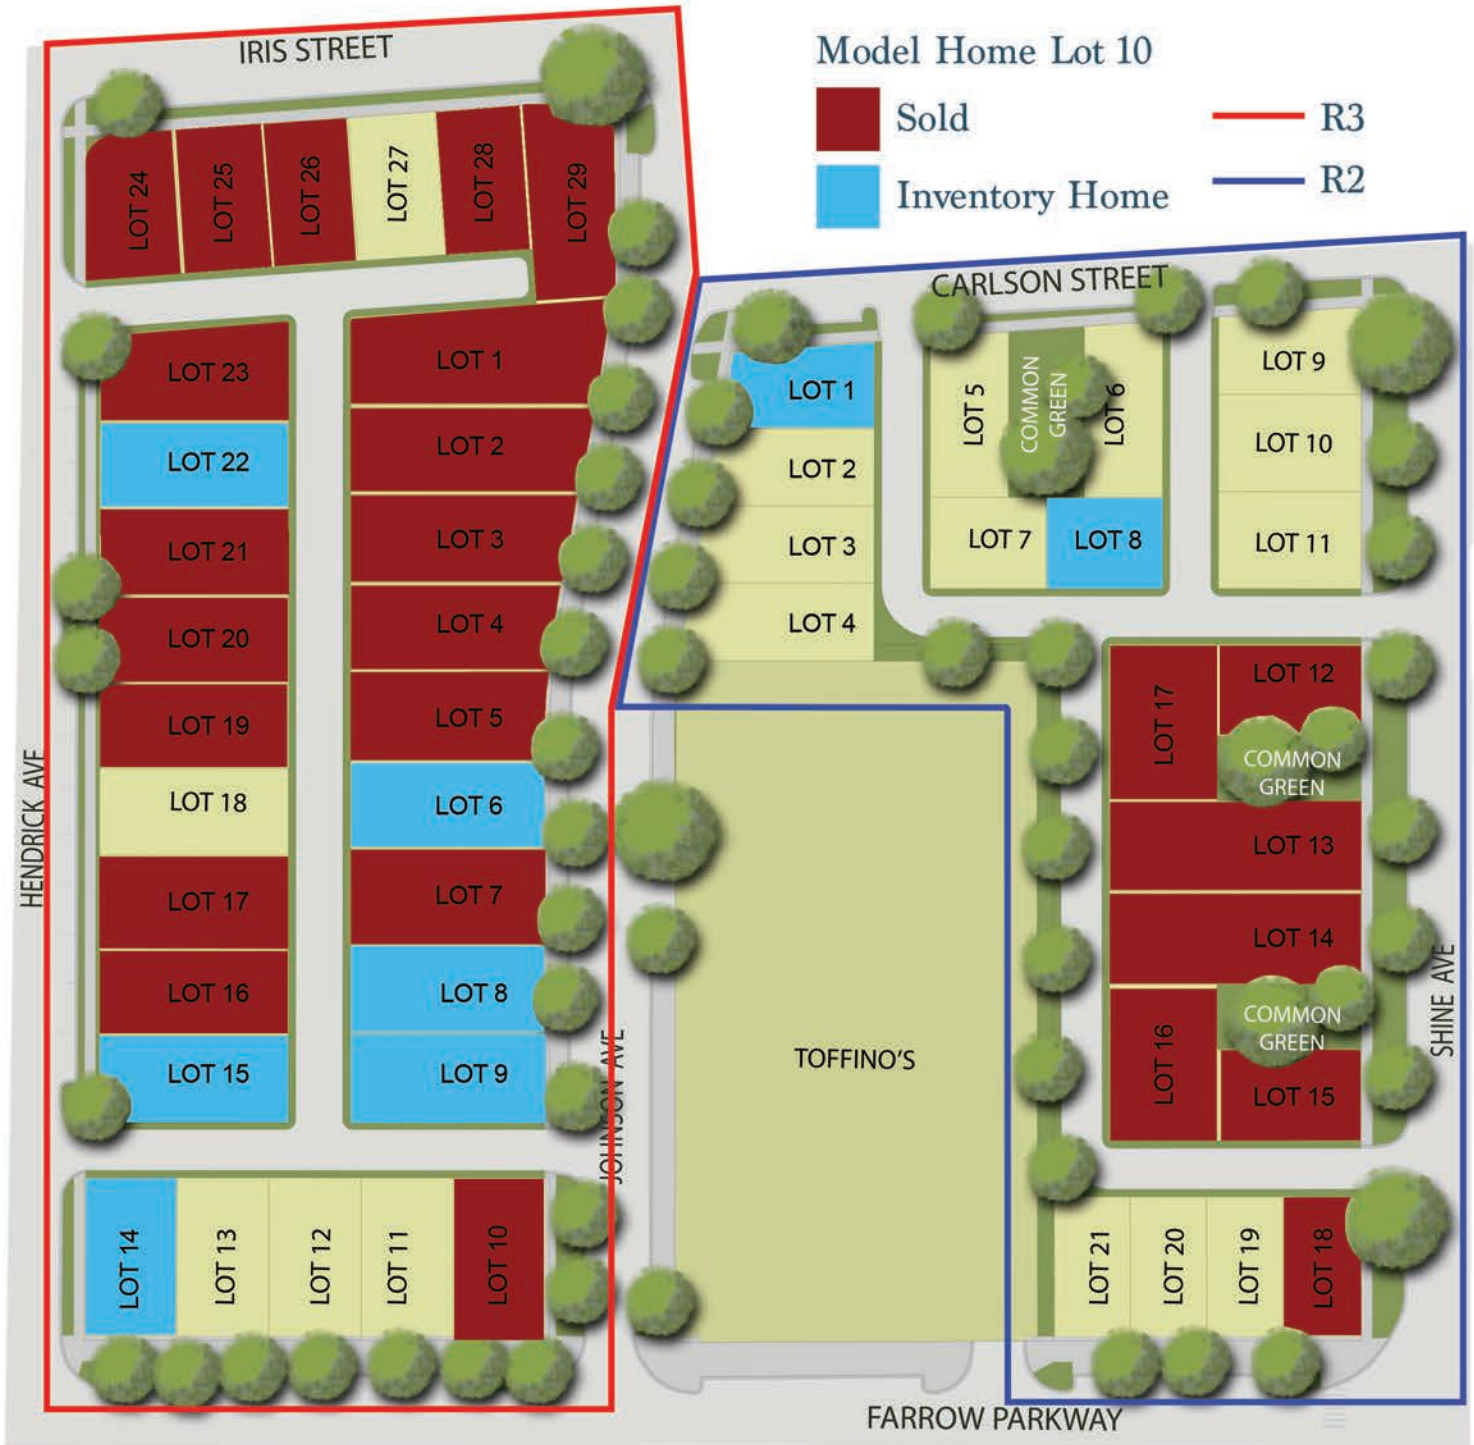 IRIS STREET
Model Home Lot 10
Sold
Inventory Home
R3
R2
LOT 24
LOT 25
LOT 26
LOT 27
LOT 28
LOT 29
LOT 23
LOT 22
LOT 21
LOT 20
LOT 19
LOT 18
LOT 17
LOT 16
LOT 15
LOT 1
LOT 2
LOT 3
LOT 4
LOT 5
LOT 6
LOT 7
LOT 8
LOT 9
LOT 14
LOT 13
LOT 12
LOT 11
LOT 10
HENDRICK AVE
JOHNSON AVE
CARLSON STREET
LOT 1
LOT 2
LOT 3
LOT 4
LOT 5
COMMON
GREEN
LOT 6
LOT 7
LOT 8
LOT 9
LOT 10
LOT 11
LOT 17
LOT 12
COMMON
GREEN
LOT 13
LOT 14
COMMON
GREEN
LOT 16
LOT 15
TOFFINO'S
SHINE AVE
LOT 21
LOT 20
LOT 19
LOT 18
FARROW PARKWAY